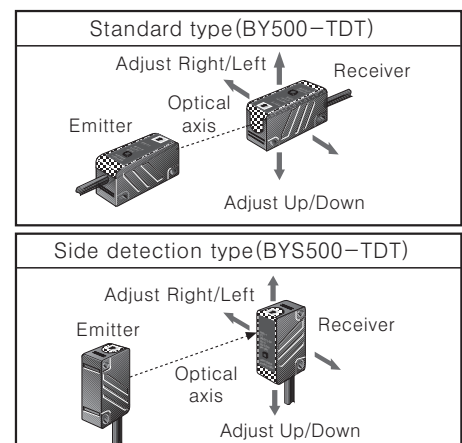 Standard type(BY500-TDT)
Adjust Right/Left
Receiver
Optical
axis
Emitter
Adjust Up/Down
Side detection type(BYS500-TDT)
Adjust Right/Left
Emitter
Receiver
Optical
axis
Adjust Up/Down